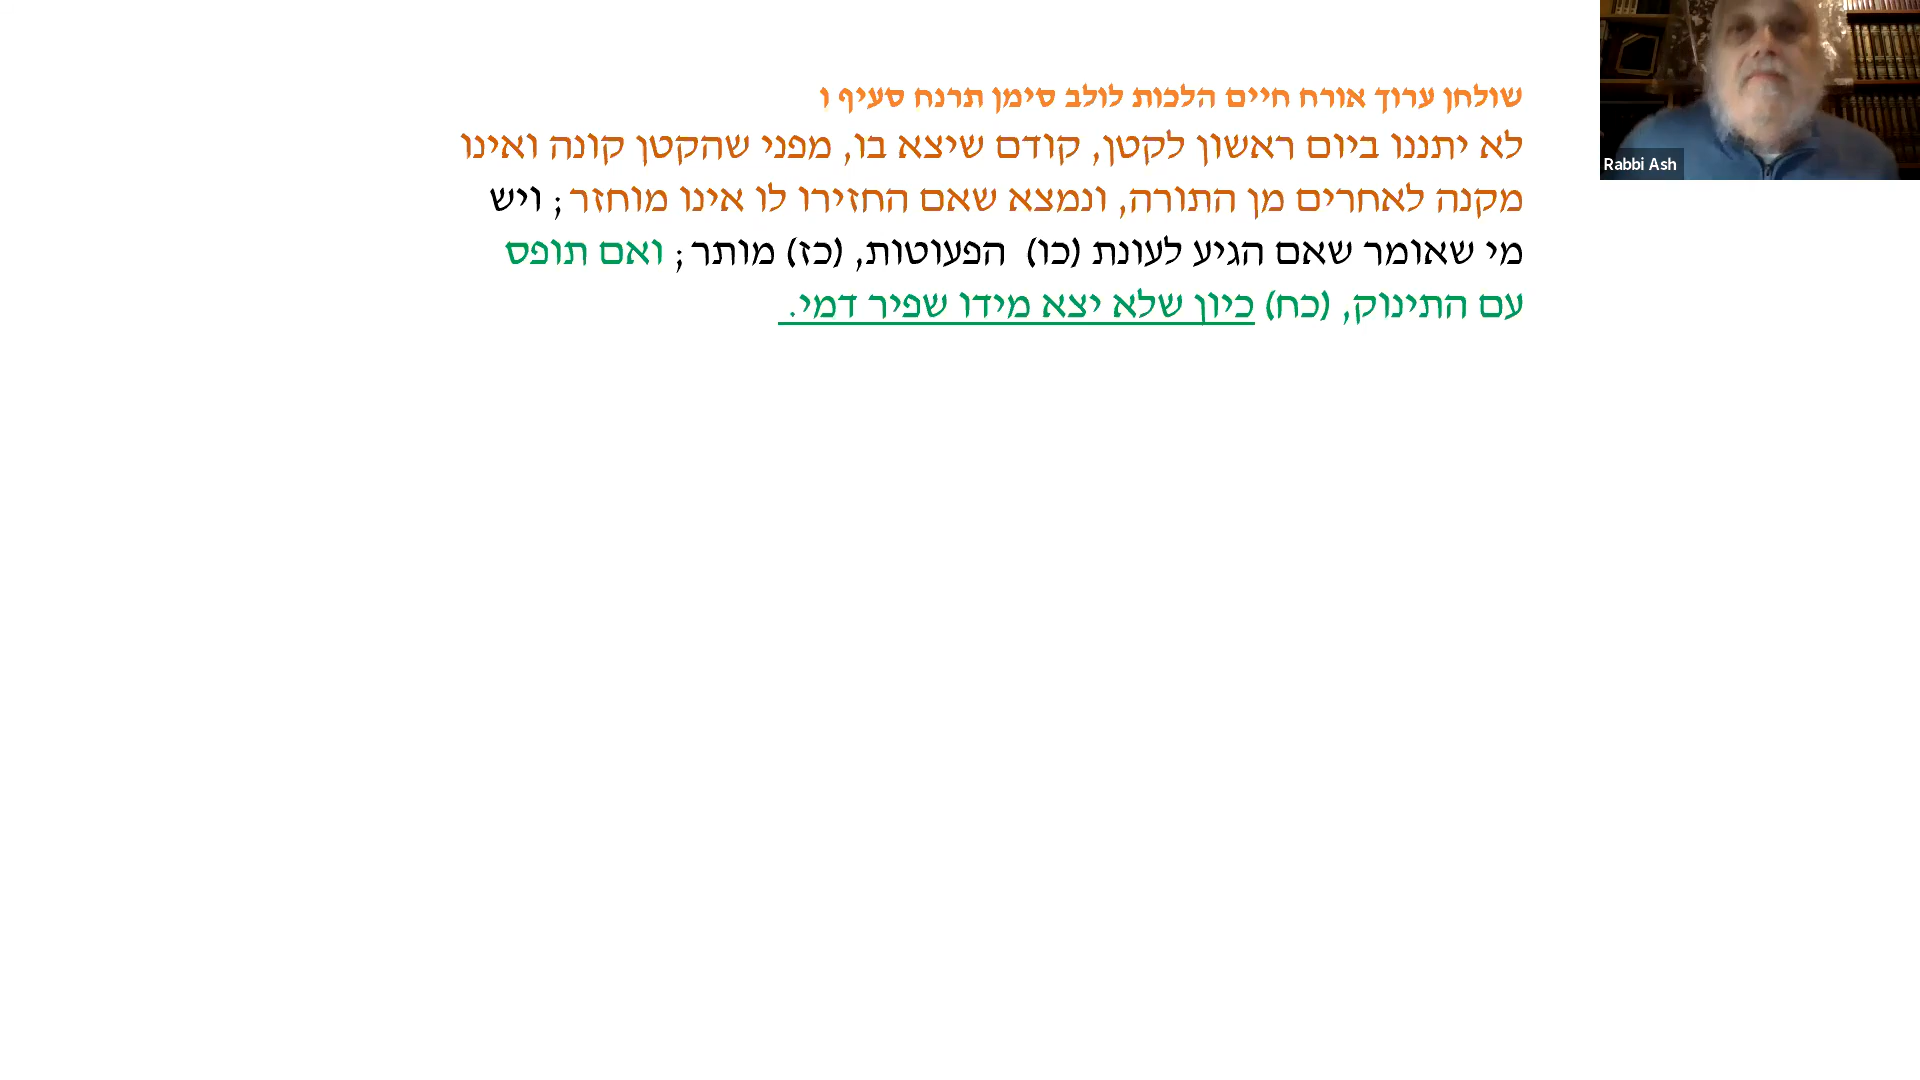 שולחן ערוך אורח חיים הלכות לולב סימן תרנח סעיף ו
לא יתננו ביום ראשון לקטן, קודם שיצא בו, מפני שהקטן קונה ואינו
מקנה לאחרים מן התורה, ונמצא שאם החזירו לו אינו מוחזר; ויש
מי שאומר שאם הגיע לעונת (כו) הפעוטות, (כז) מותר; ואם תופס
עם התינוק, (כח) כיון שלא יצא מידו שפיר דמי.
Rabbi Ash